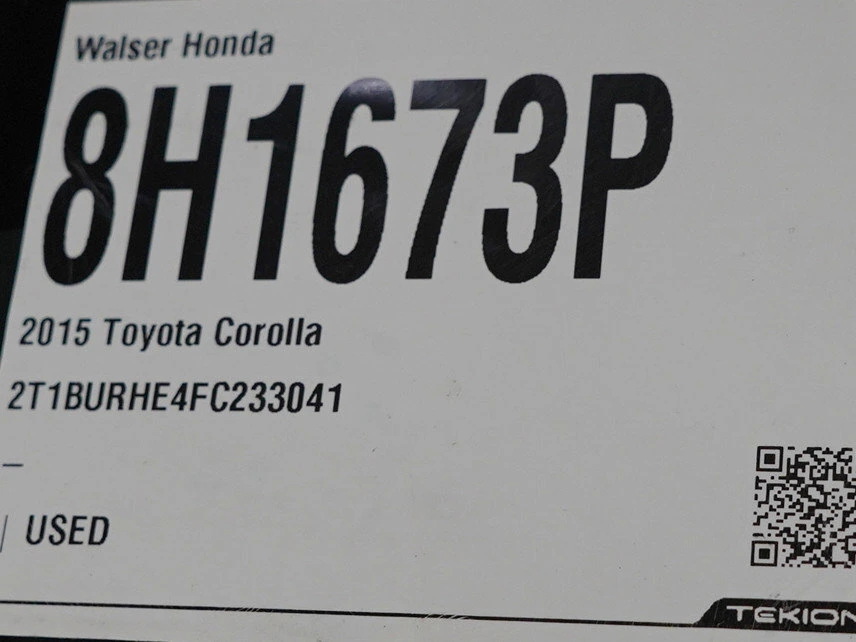 Walser Honda
8H1673P
2015 Toyota Corolla
2T1BURHE4FC233041
–
| USED
TEKION